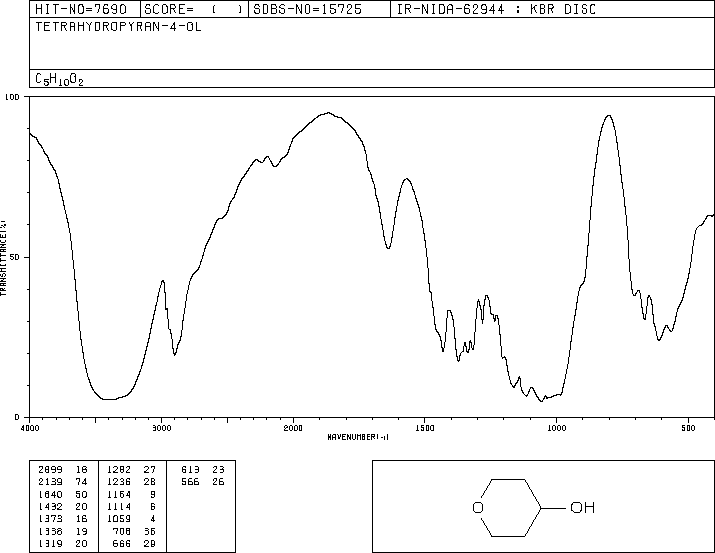 HIT-NO=7690 SCORE= ( ) SDBS-NO=15725 IR-NIDA-62944 : KBR DISC
TETRAHYDROPYRAN-4-OL
C5H10O2
100
50
0
TRANSMITTANCE(%)
4000 3000 2000 1500 1000 500
WAVENUMBER(-1)
2899 18 1282 27 613 23
2139 74 1236 28 566 26
1640 50 1164 9
1432 20 1114 6
1373 16 1059 4
1338 19 708 36
1319 20 666 29
O OH